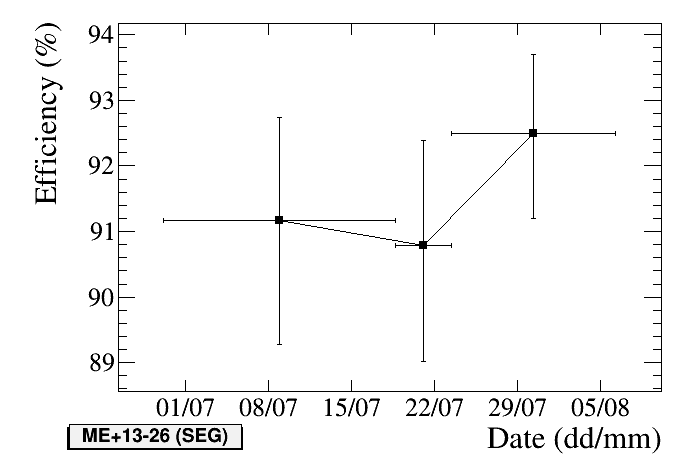 94
93
92
91
90
89
Efficiency (%)
01/07 08/07 15/07 22/07 29/07 05/08
ME+13-26 (SEG)
Date (dd/mm)